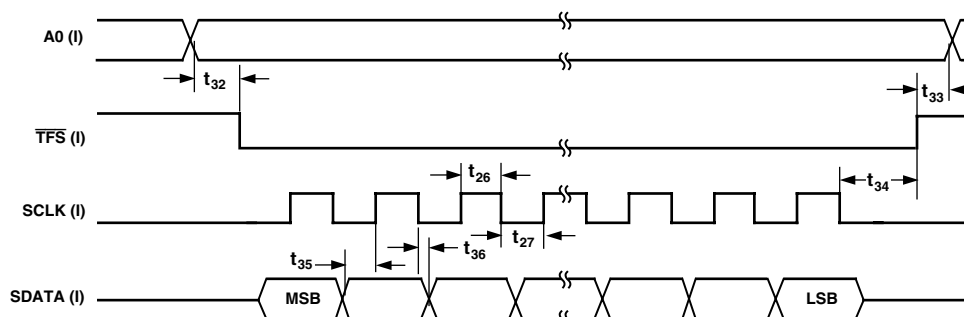 A0 (I)
t32
t33
TFS (I)
t26
t34
SCLK (I)
t27
t36
t35
SDATA (I)
MSB
LSB